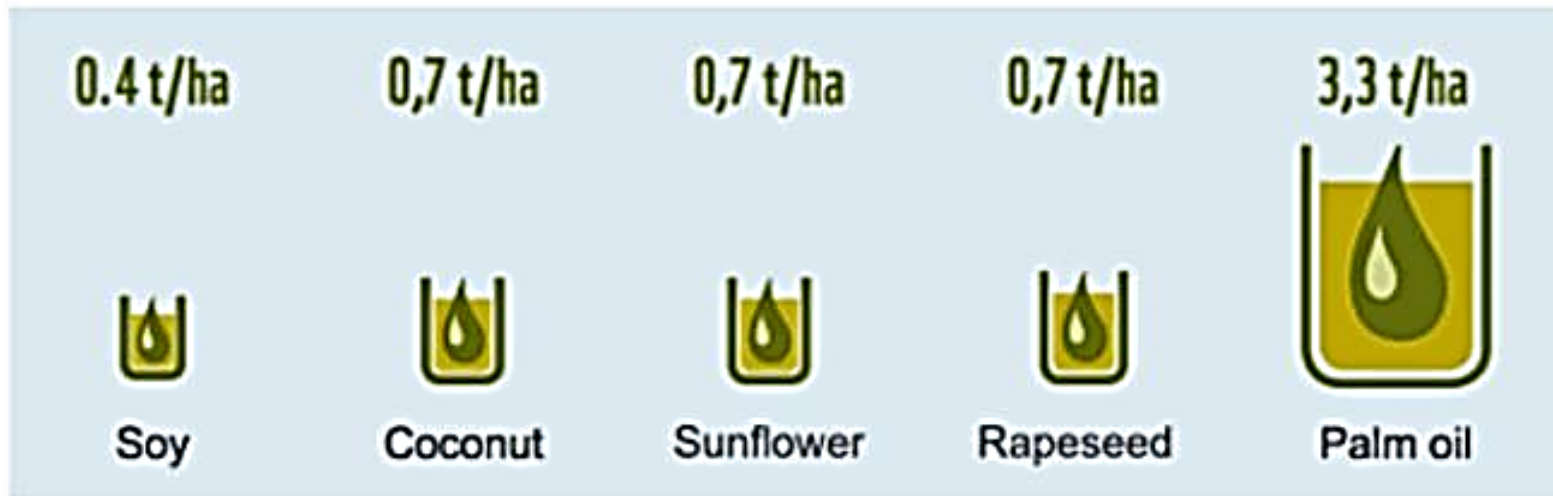 0.4 t/ha 0,7 t/ha 0,7 t/ha 0,7 t/ha 3,3 t/ha
Soy Coconut Sunflower Rapeseed Palm oil